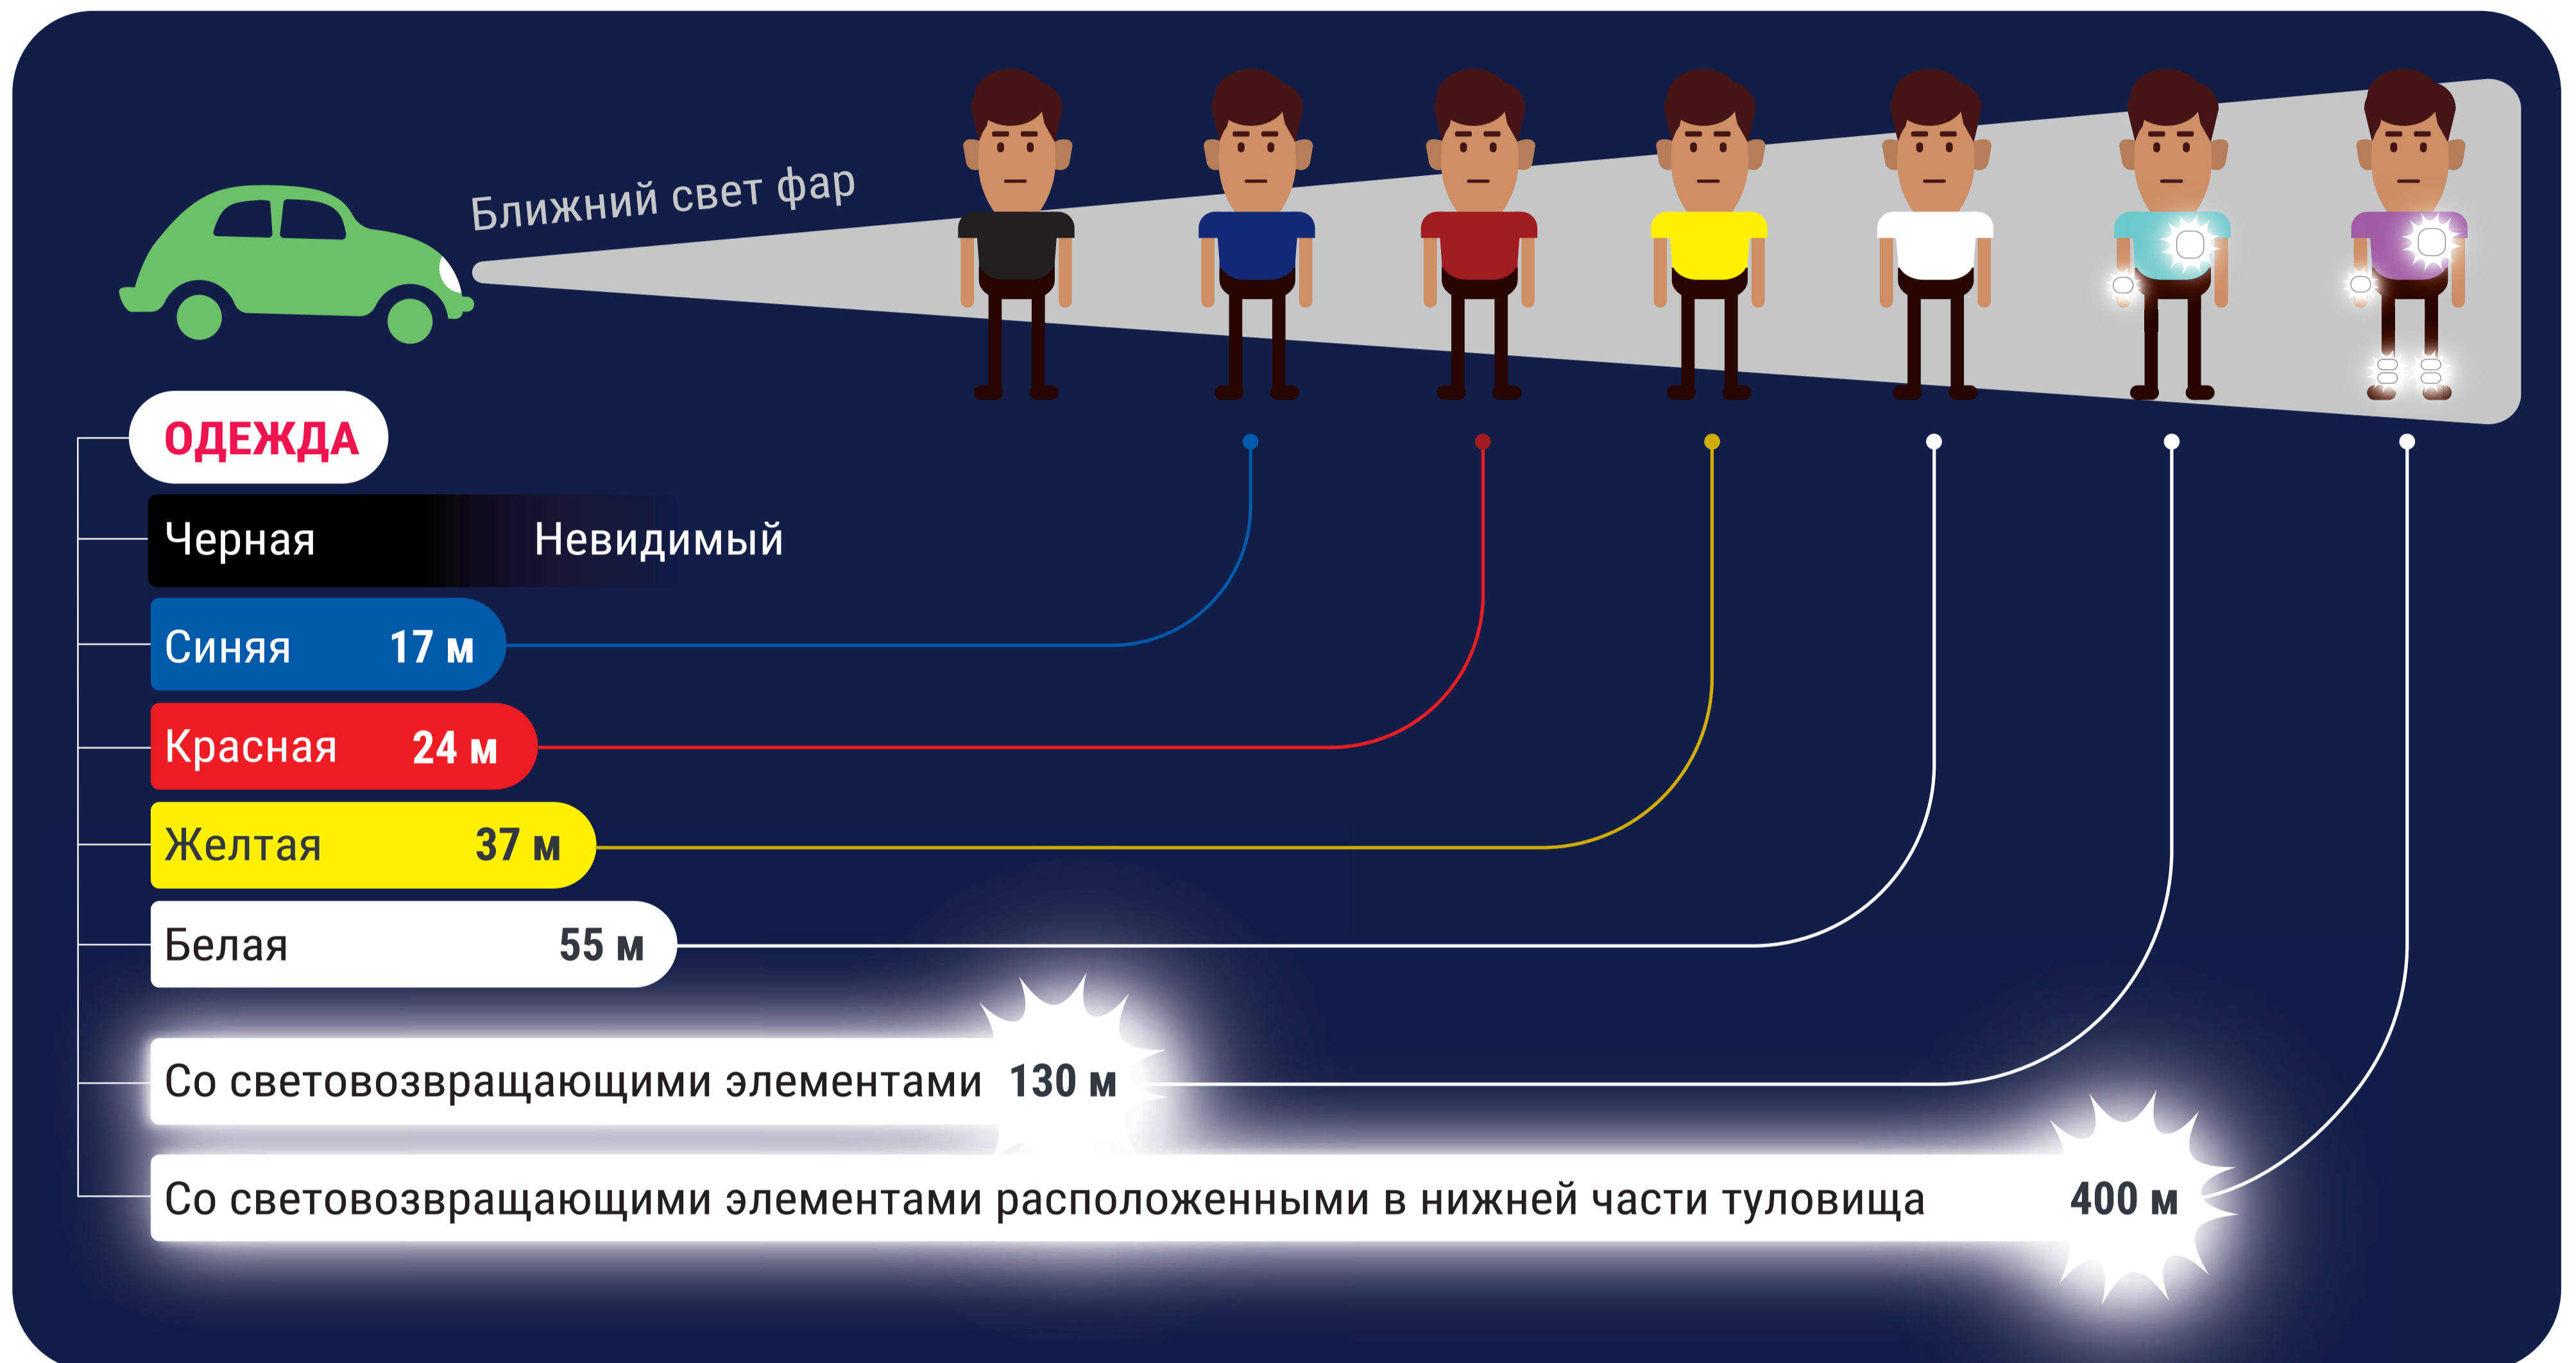 Ближний свет фар
ОДЕЖДА
Черная Невидимый
Синяя 17 м
Красная 24 м
Желтая 37 м
Белая 55 м
Со световозвращающими элементами 130 м
Со световозвращающими элементами расположенными в нижней части туловища 400 м